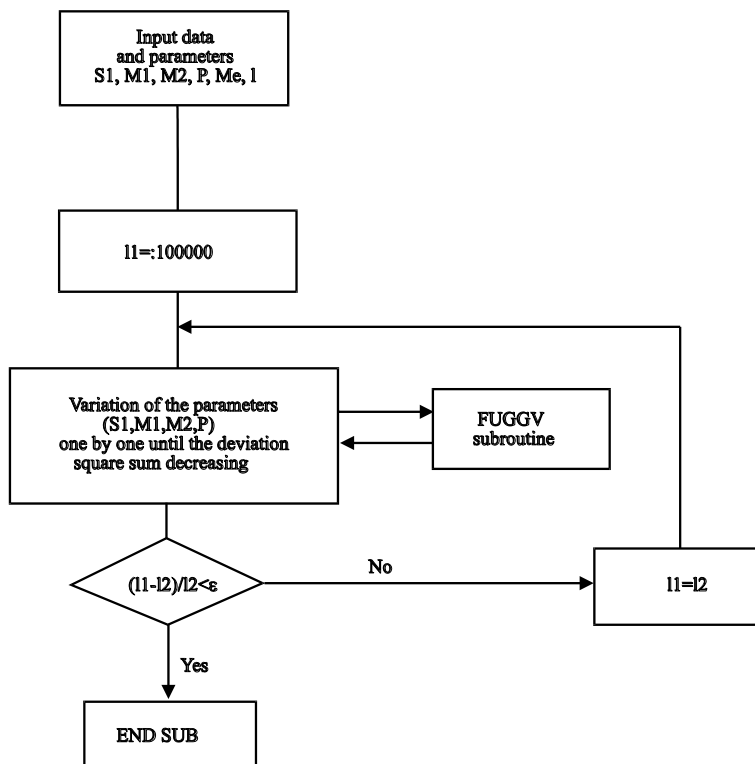 Input data
and parameters
S1, M1, M2, P, Me, l
l1=:100000
Variation of the parameters
(S1,M1,M2,P)
one by one until the deviation
square sum decreasing
FUGGV
subroutine
(l1-l2)/l2<ε
No
l1=l2
Yes
END SUB